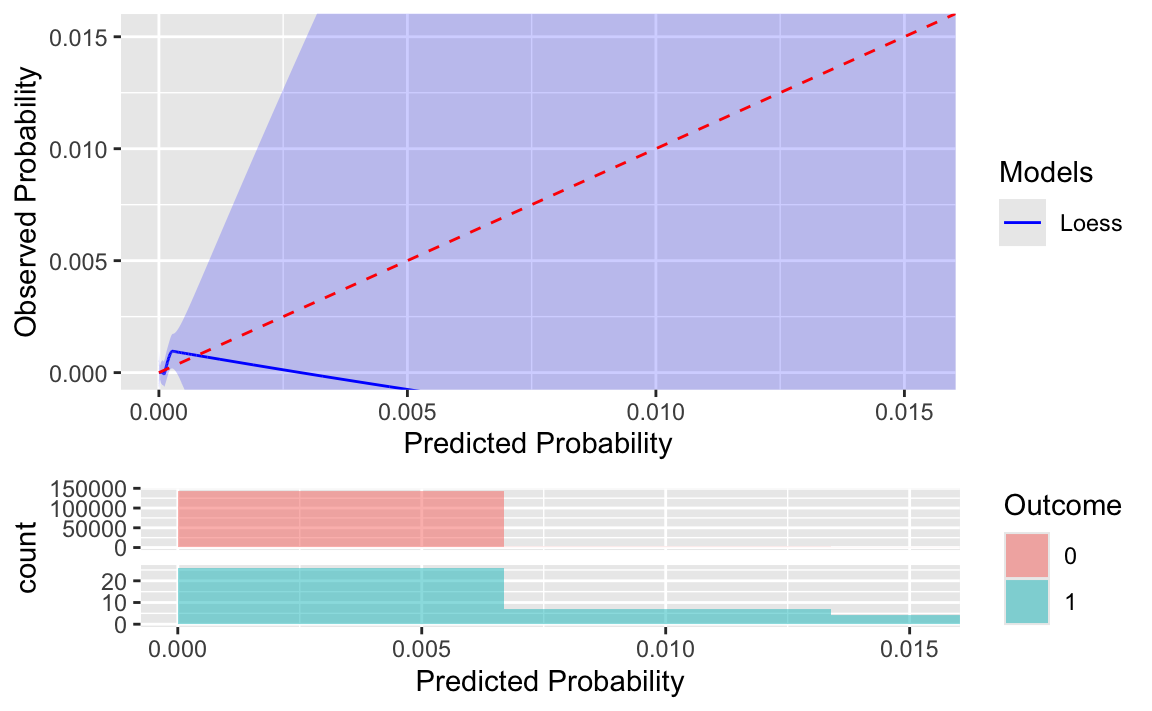 Observed Probability
0.015
0.010
0.005
0.000
0.000 0.005 0.010 0.015
Predicted Probability
Models
Loess
count
150000
100000
50000
0
20
10
0
0.000 0.005 0.010 0.015
Predicted Probability
Outcome
0
1